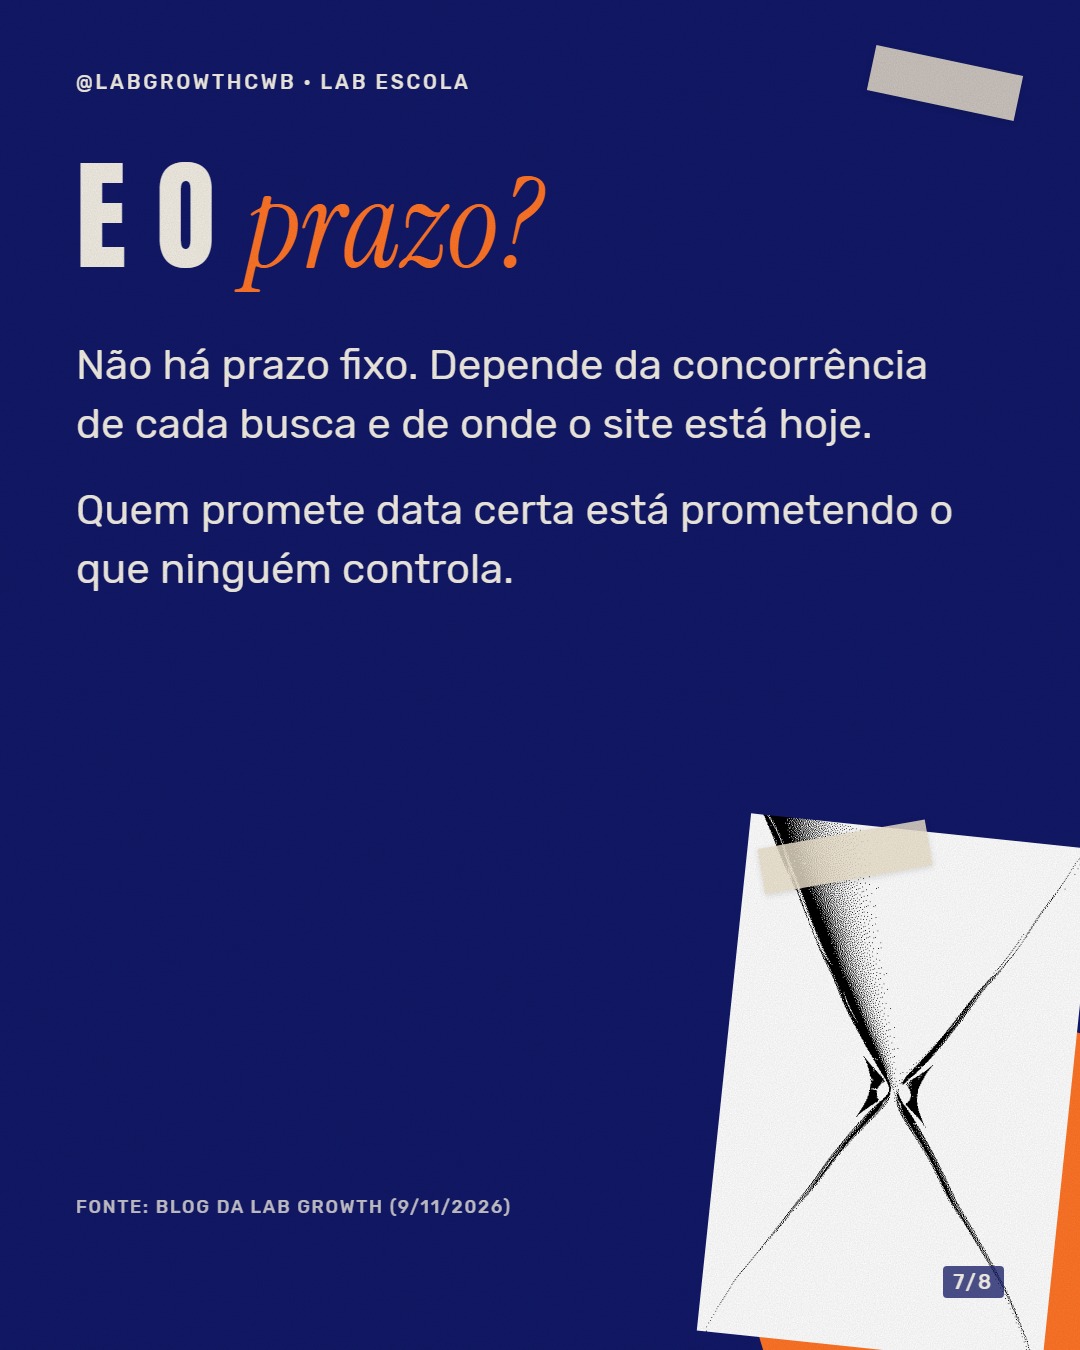 @LABGROWTHCWB • LAB ESCOLA
E O prazo?
Não há prazo fixo. Depende da concorrência
de cada busca e de onde o site está hoje.
Quem promete data certa está prometendo o
que ninguém controla.
FONTE: BLOG DA LAB GROWTH (9/11/2026)
7/8